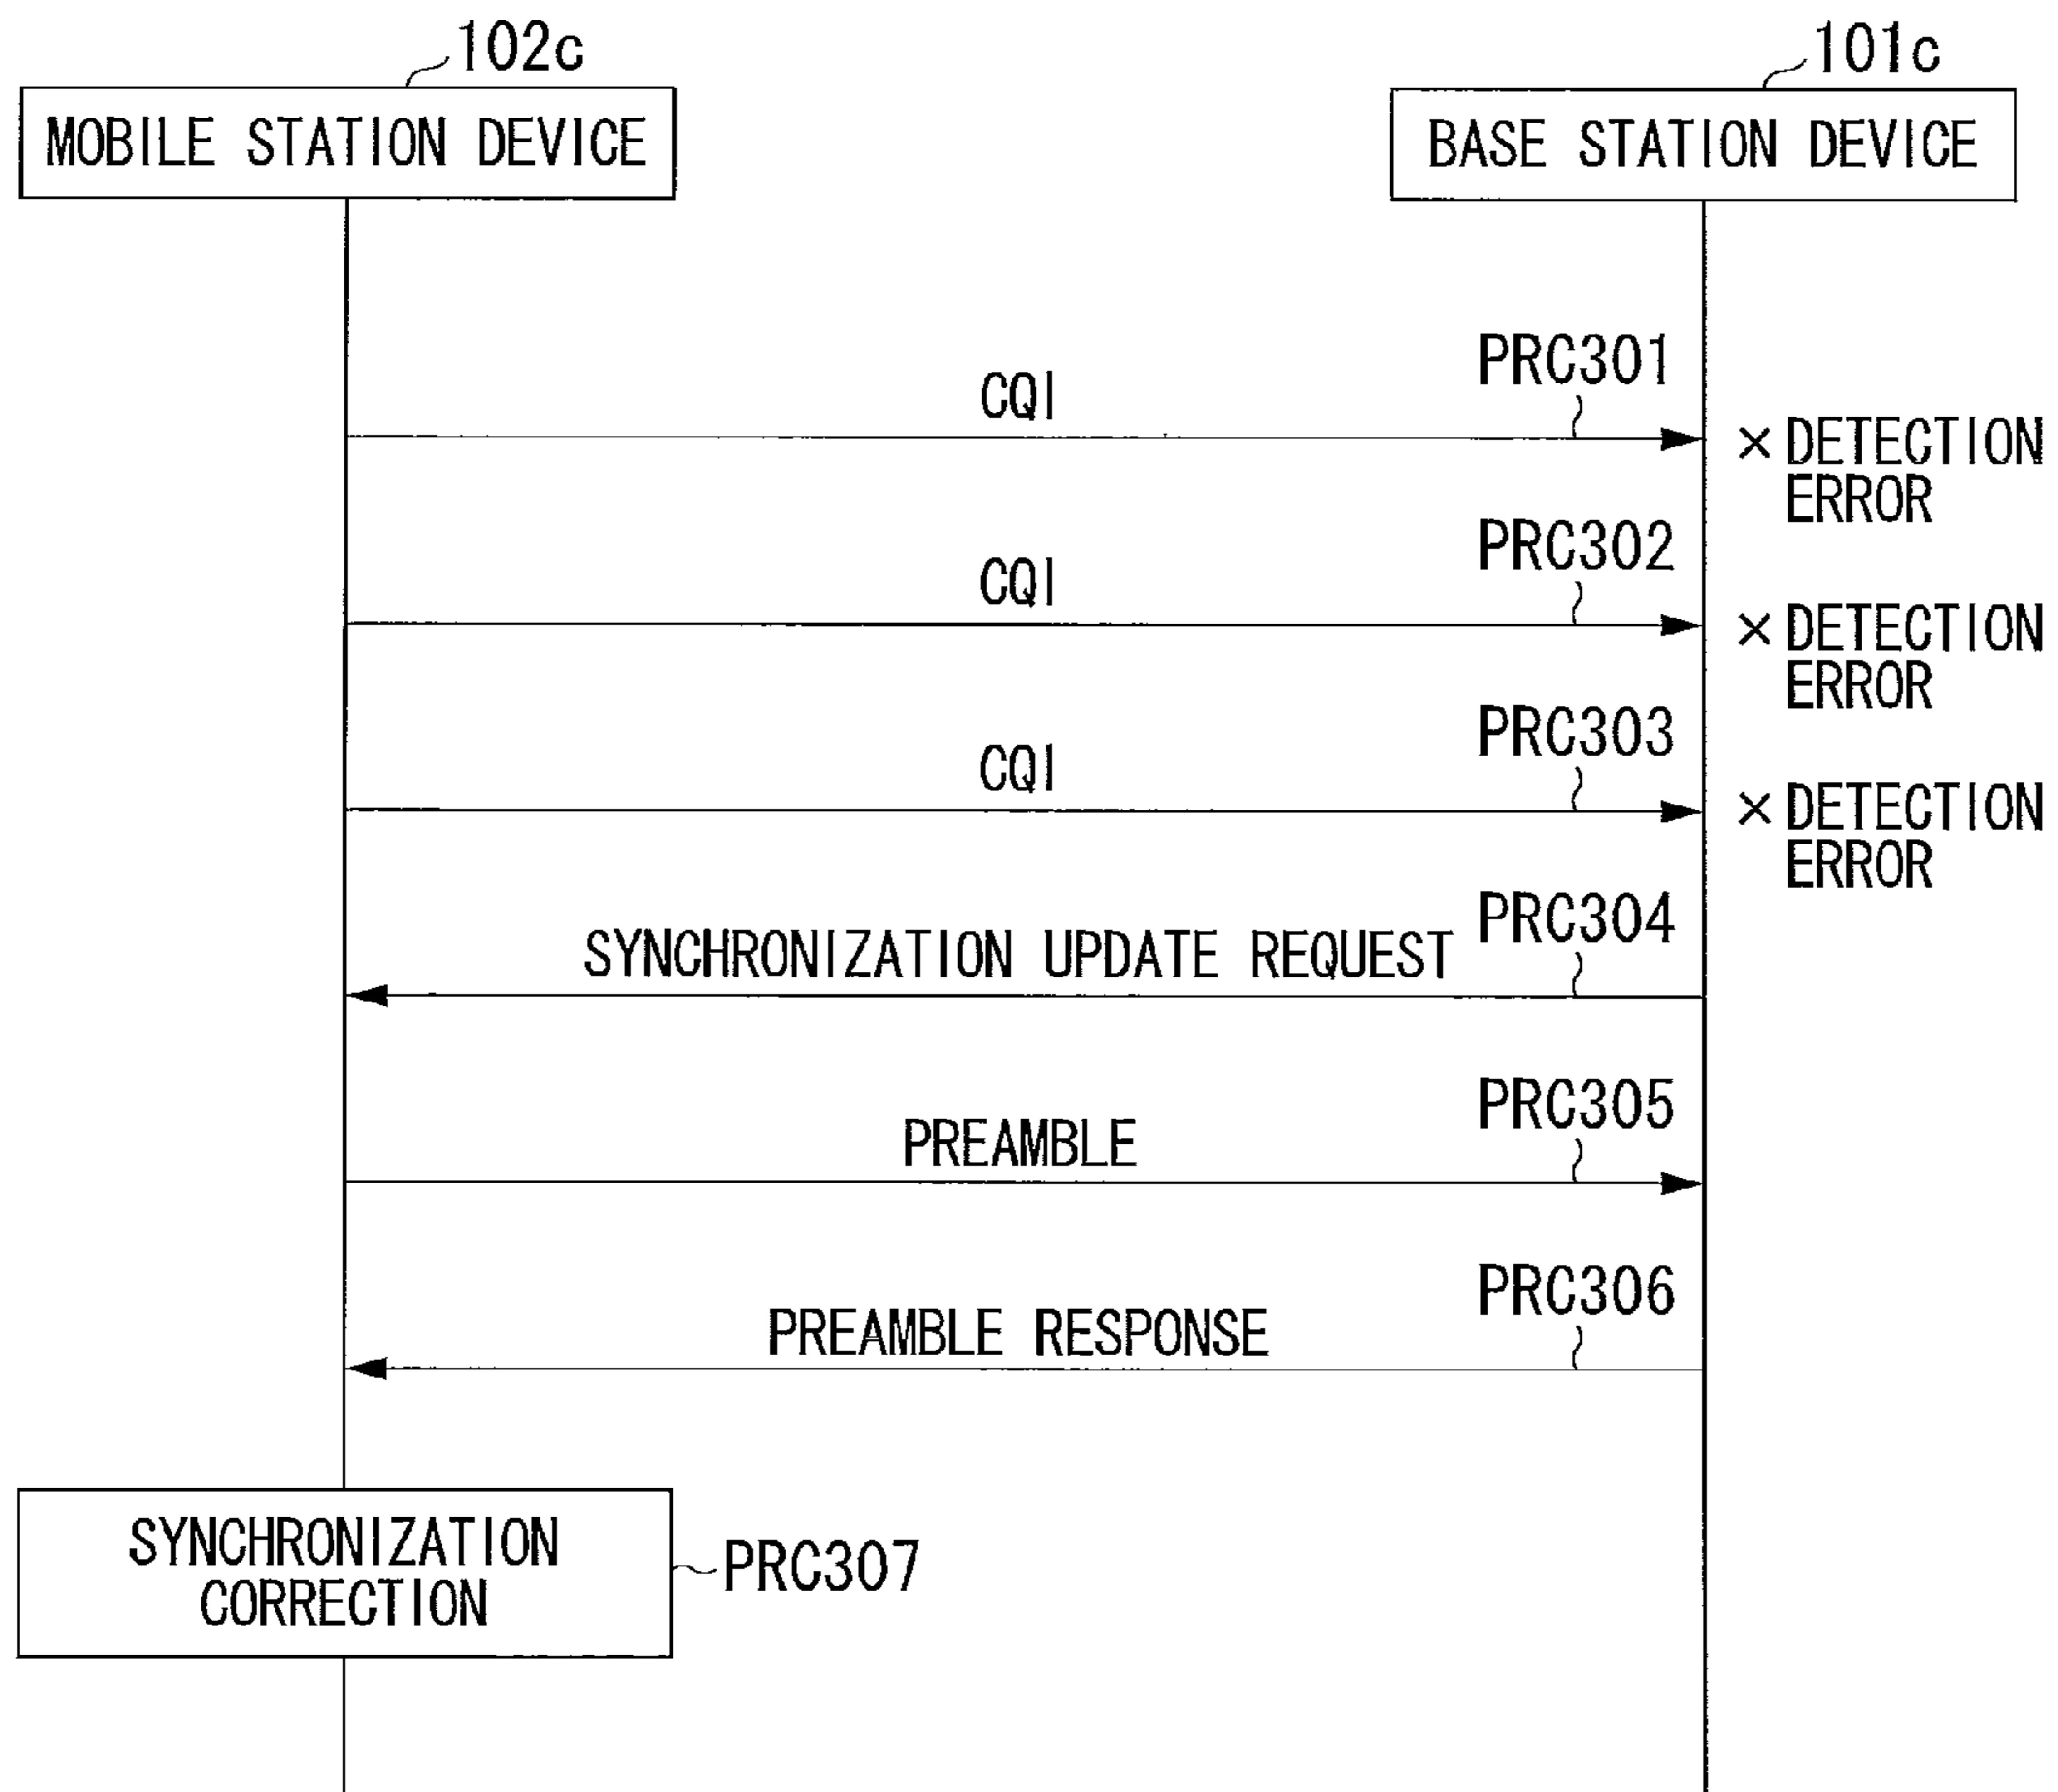 102c
101c
MOBILE STATION DEVICE
BASE STATION DEVICE
PRC301
CQI
× DETECTION
ERROR
PRC302
CQI
× DETECTION
ERROR
PRC303
CQI
× DETECTION
ERROR
PRC304
SYNCHRONIZATION UPDATE REQUEST
PRC305
PREAMBLE
PRC306
PREAMBLE RESPONSE
SYNCHRONIZATION
CORRECTION
PRC307